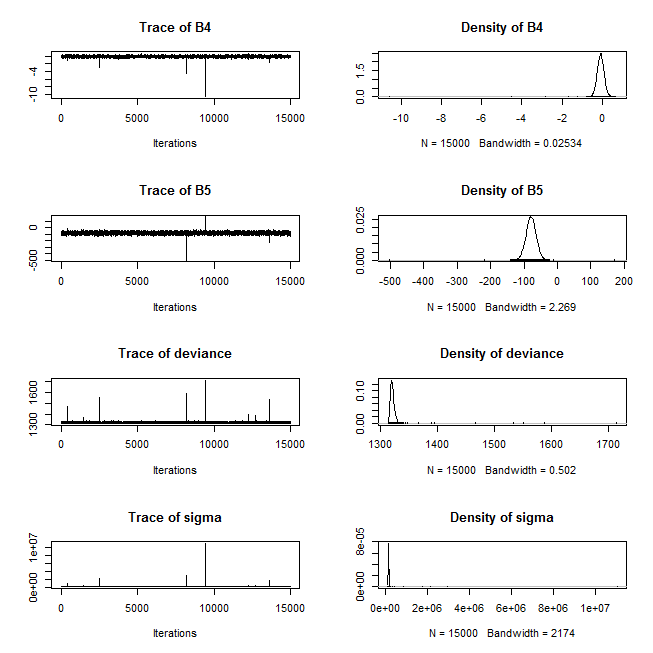 Trace of B4
-10 -4
0 5000 10000 15000
Iterations
Density of B4
0.0 1.5
-10 -8 -6 -4 -2 0
N = 15000 Bandwidth = 0.02534
Trace of B5
-500 0
0 5000 10000 15000
Iterations
Density of B5
0.000 0.025
-500 -400 -300 -200 -100 0 100 200
N = 15000 Bandwidth = 2.269
Trace of deviance
1300 1600
0 5000 10000 15000
Iterations
Density of deviance
0.00 0.10
1300 1400 1500 1600 1700
N = 15000 Bandwidth = 0.502
Trace of sigma
0e+00 1e+07
0 5000 10000 15000
Iterations
Density of sigma
0e+00 8e-05
0e+00 2e+06 4e+06 6e+06 8e+06 1e+07
N = 15000 Bandwidth = 2174